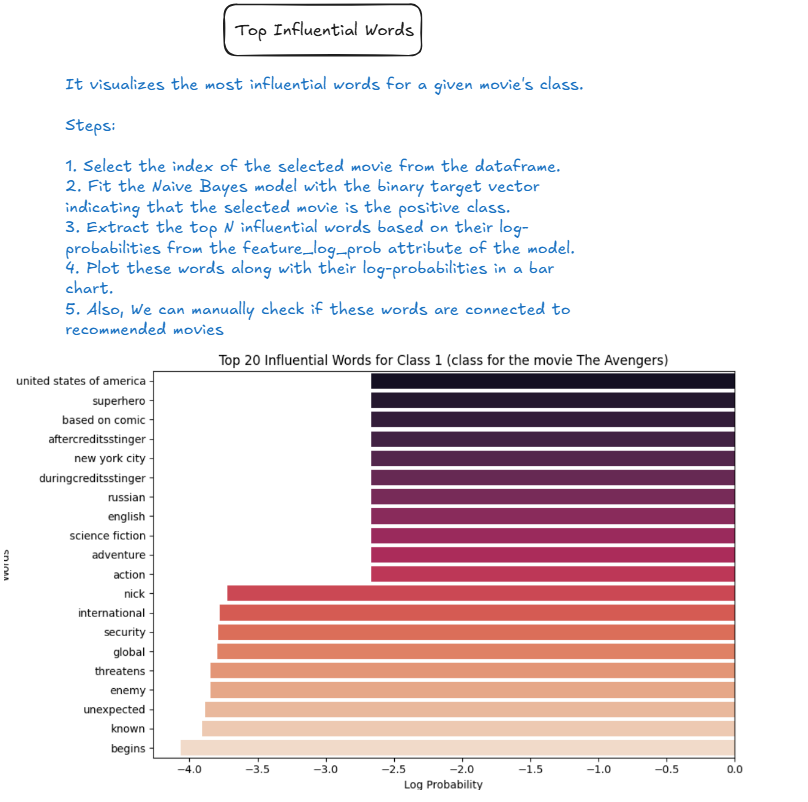 Top Influential Words
It visualizes the most influential words for a given movie's class.
Steps:
1. Select the index of the selected movie from the dataframe.
2. Fit the Naive Bayes model with the binary target vector
indicating that the selected movie is the positive class.
3. Extract the top N influential words based on their log-
probabilities from the feature_log_prob attribute of the model.
4. Plot these words along with their log-probabilities in a bar
chart.
5. Also, We can manually check if these words are connected to
recommended movies
Top 20 Influential Words for Class 1 (class for the movie The Avengers)
united states of america
superhero
based on comic
aftercreditsstinger
new york city
duringcreditsstinger
russian
english
science fiction
adventure
action
Words
nick
international
security
global
threatens
enemy
unexpected
known
begins
−4.0 −3.5 −3.0 −2.5 −2.0 −1.5 −1.0 −0.5 0.0
Log Probability